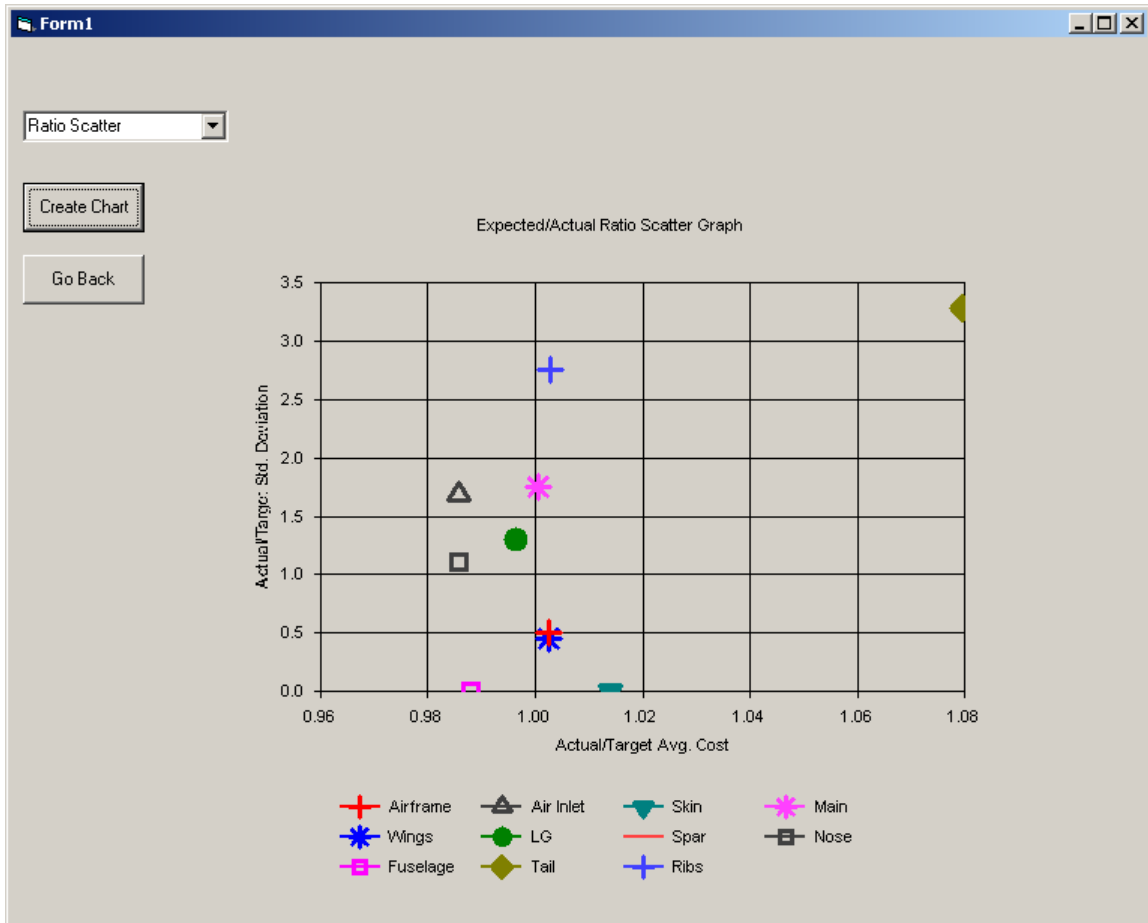 Form1
Ratio Scatter
Create Chart
Go Back
Expected/Actual Ratio Scatter Graph
Actual/Target Std. Deviation
3.5
3.0
2.5
2.0
1.5
1.0
0.5
0.0
0.96 0.98 1.00 1.02 1.04 1.06 1.08
Actual/Target Avg. Cost
Airframe Air Inlet Skin Main
Wings LG Spar Nose
Fuselage Tail Ribs